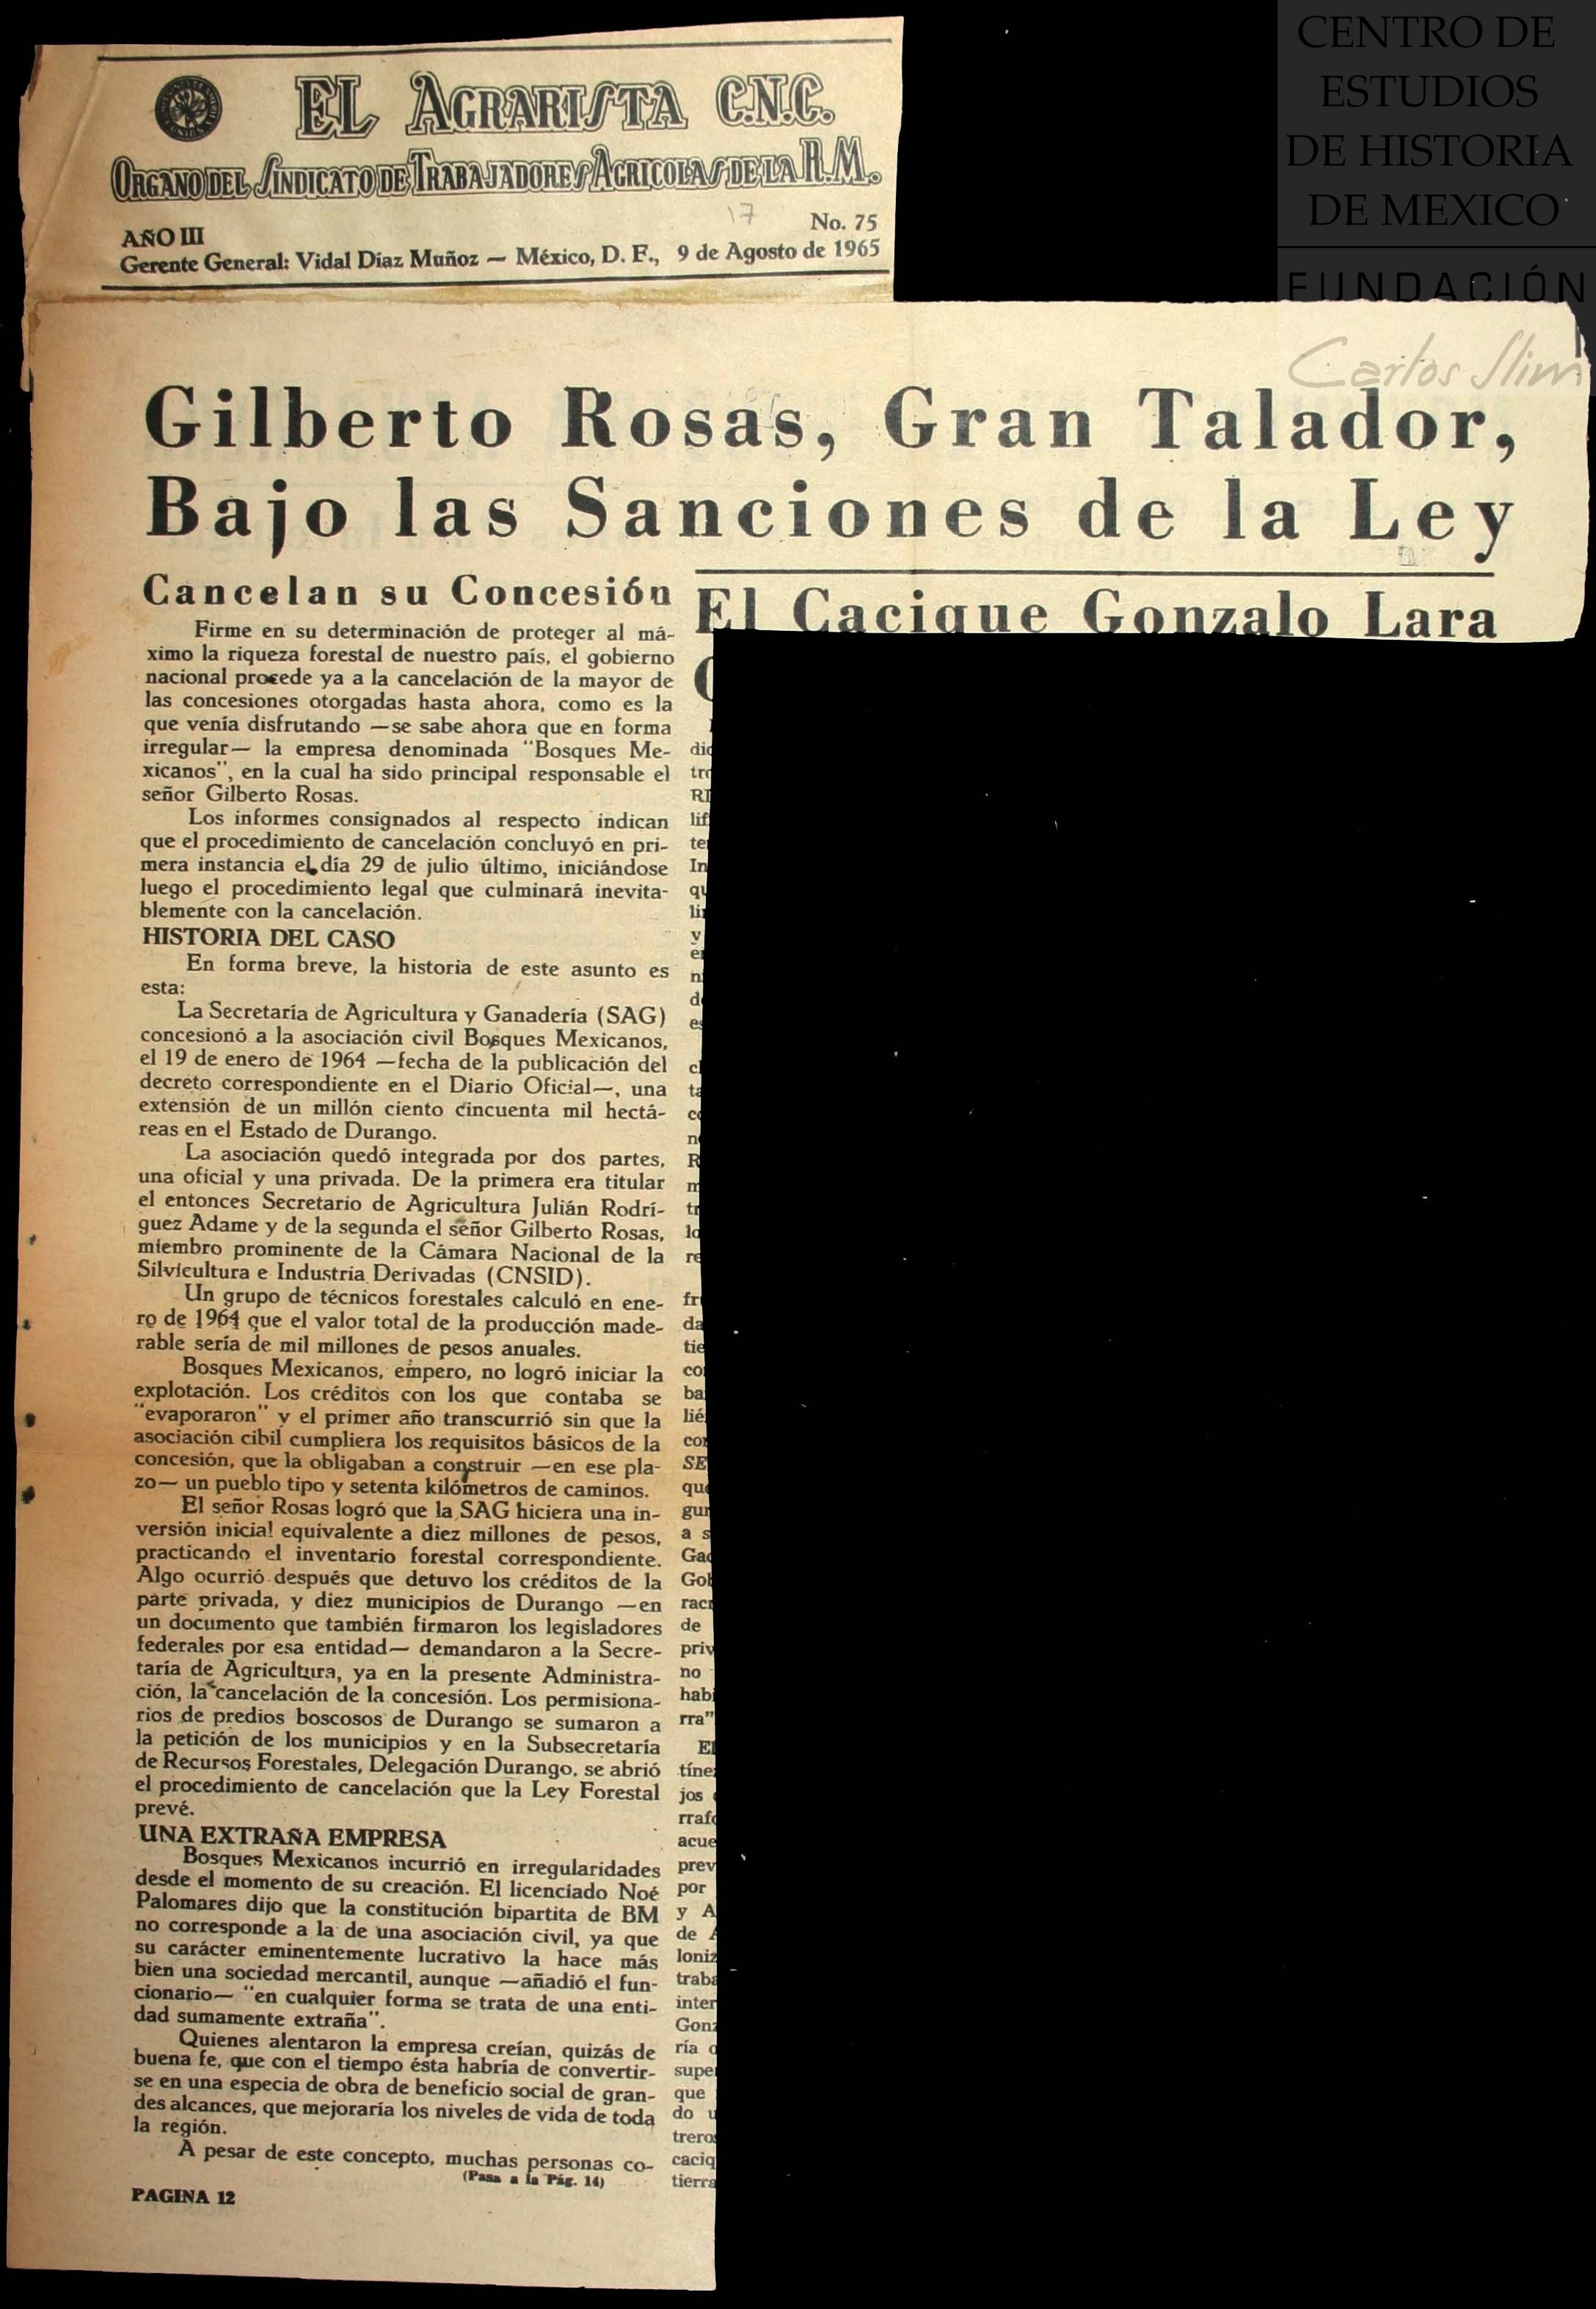 CENTRO DE
ESTUDIOS
DE HISTORIA
DE MEXICO
FUNDACIÓN
Carlos Slim
EL AGRARISTA C.N.C.
ORGANO DEL SINDICATO DE TRABAJADORES AGRICOLAS DE LA R.M.
17
AÑO III
No. 75
Gerente General: Vidal Díaz Muñoz — México, D. F., 9 de Agosto de 1965
Gilberto Rosas, Gran Talador,
Bajo las Sanciones de la Ley
Cancelan su Concesión
Firme en su determinación de proteger al má-
ximo la riqueza forestal de nuestro país, el gobierno
nacional procede ya a la cancelación de la mayor de
las concesiones otorgadas hasta ahora, como es la
que venía disfrutando —se sabe ahora que en forma
irregular— la empresa denominada "Bosques Me-
xicanos", en la cual ha sido principal responsable el
señor Gilberto Rosas.
Los informes consignados al respecto indican
que el procedimiento de cancelación concluyó en pri-
mera instancia el día 29 de julio último, iniciándose
luego el procedimiento legal que culminará inevita-
blemente con la cancelación.
HISTORIA DEL CASO
En forma breve, la historia de este asunto es
esta:
La Secretaría de Agricultura y Ganadería (SAG)
concesionó a la asociación civil Bosques Mexicanos,
el 19 de enero de 1964 —fecha de la publicación del
decreto correspondiente en el Diario Oficial—, una
extensión de un millón ciento cincuenta mil hectá-
reas en el Estado de Durango.
La asociación quedó integrada por dos partes,
una oficial y una privada. De la primera era titular
el entonces Secretario de Agricultura Julián Rodrí-
guez Adame y de la segunda el señor Gilberto Rosas,
miembro prominente de la Cámara Nacional de la
Silvicultura e Industria Derivadas (CNSID).
Un grupo de técnicos forestales calculó en ene-
ro de 1964 que el valor total de la producción made-
rable sería de mil millones de pesos anuales.
Bosques Mexicanos, empero, no logró iniciar la
explotación. Los créditos con los que contaba se
"evaporaron" y el primer año transcurrió sin que la
asociación cibil cumpliera los requisitos básicos de la
concesión, que la obligaban a construir —en ese pla-
zo— un pueblo tipo y setenta kilómetros de caminos.
El señor Rosas logró que la SAG hiciera una in-
versión inicial equivalente a diez millones de pesos,
practicando el inventario forestal correspondiente.
Algo ocurrió después que detuvo los créditos de la
parte privada, y diez municipios de Durango —en
un documento que también firmaron los legisladores
federales por esa entidad— demandaron a la Secre-
taría de Agricultura, ya en la presente Administra-
ción, la cancelación de la concesión. Los permisiona-
rios de predios boscosos de Durango se sumaron a
la petición de los municipios y en la Subsecretaría
de Recursos Forestales, Delegación Durango, se abrió
el procedimiento de cancelación que la Ley Forestal
prevé.
UNA EXTRAÑA EMPRESA
Bosques Mexicanos incurrió en irregularidades
desde el momento de su creación. El licenciado Noé
Palomares dijo que la constitución bipartita de BM
no corresponde a la de una asociación civil, ya que
su carácter eminentemente lucrativo la hace más
bien una sociedad mercantil, aunque —añadió el fun-
cionario— "en cualquier forma se trata de una enti-
dad sumamente extraña".
Quienes alentaron la empresa creían, quizás de
buena fe, que con el tiempo ésta habría de convertir-
se en una especia de obra de beneficio social de gran-
des alcances, que mejoraría los niveles de vida de toda
la región.
A pesar de este concepto, muchas personas co-
(Pasa a la Pág. 14)
PAGINA 12
El Cacique Gonzalo Lara